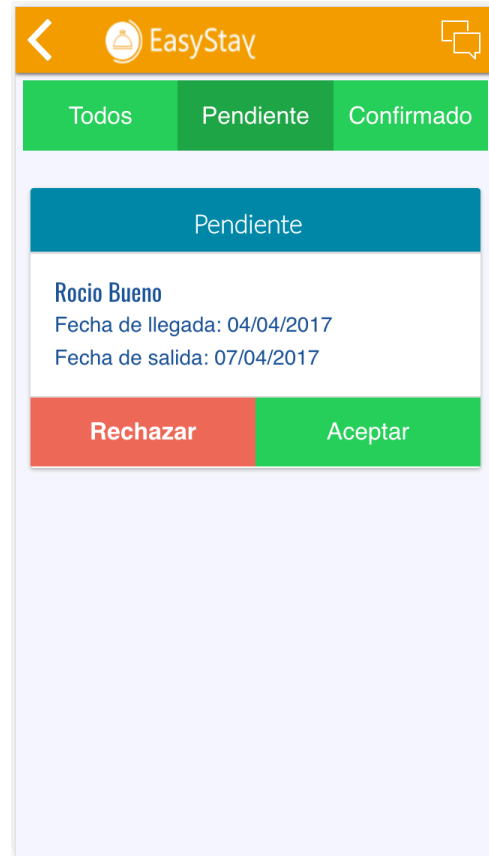 EasyStay
Todos Pendiente Confirmado
Pendiente
Rocio Bueno
Fecha de llegada: 04/04/2017
Fecha de salida: 07/04/2017
Rechazar Aceptar